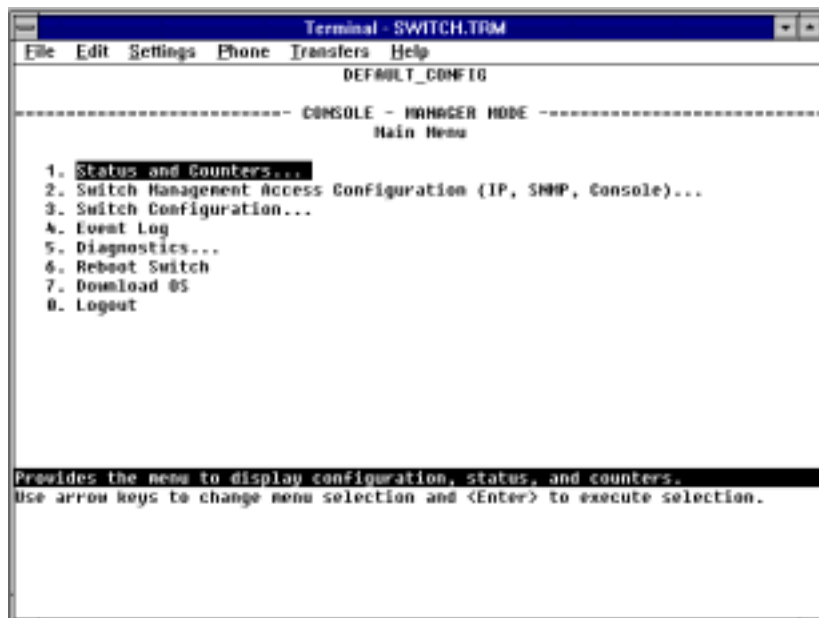 Terminal - SWITCH.TRM
File Edit Settings Phone Transfers Help
DEFAULT_CONFIG
---------------------------- CONSOLE - MANAGER MODE -----------------------------
Main Menu
1. Status and Counters...
2. Switch Management Access Configuration (IP, SNMP, Console)...
3. Switch Configuration...
4. Event Log
5. Diagnostics...
6. Reboot Switch
7. Download OS
0. Logout
Provides the menu to display configuration, status, and counters.
Use arrow keys to change menu selection and <Enter> to execute selection.